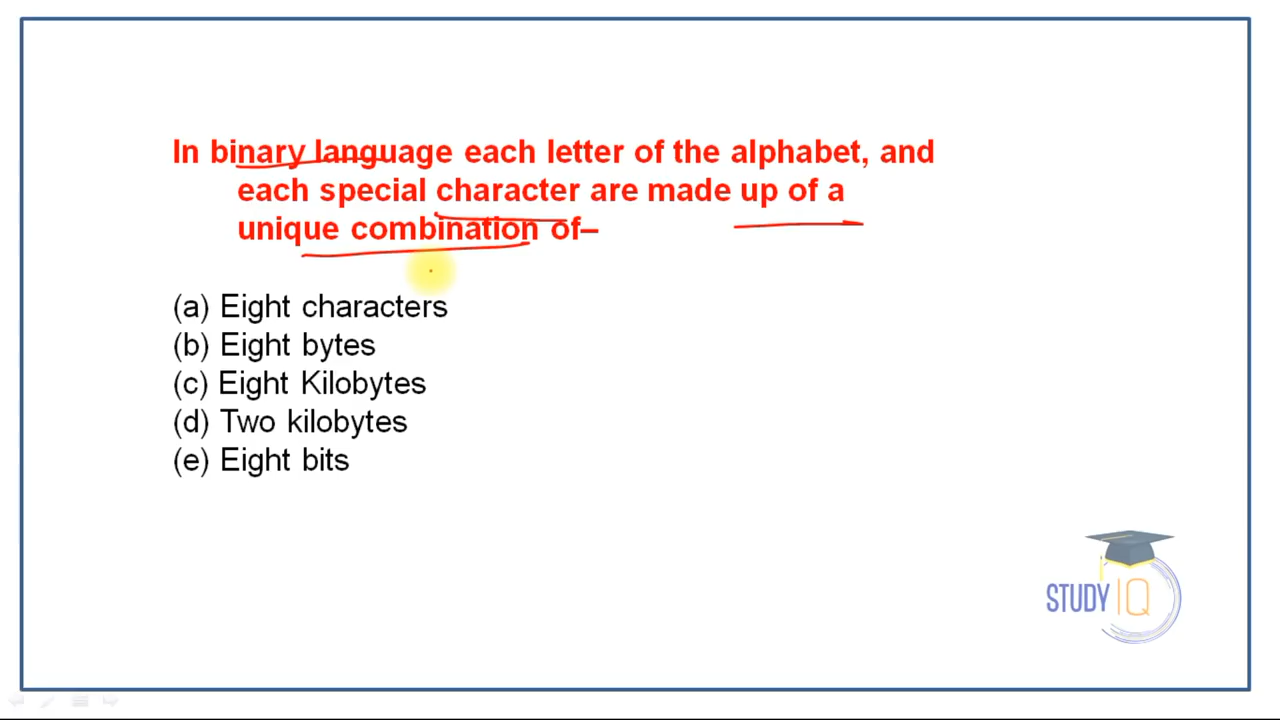 In binary language each letter of the alphabet, and
each special character are made up of a
unique combination of–
(a) Eight characters
(b) Eight bytes
(c) Eight Kilobytes
(d) Two kilobytes
(e) Eight bits
STUDY IQ